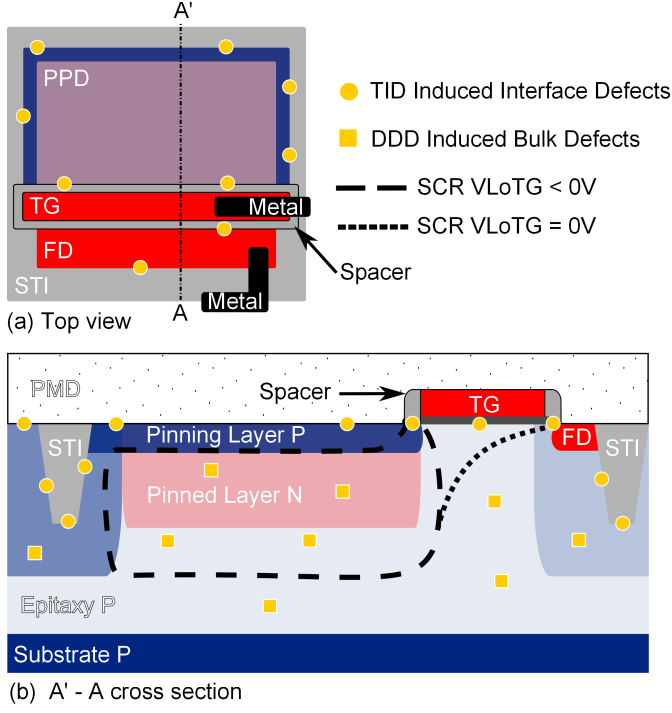 A'
PPD
TG
Metal
FD
STI
Metal
Spacer
A
(a) Top view
TID Induced Interface Defects
DDD Induced Bulk Defects
SCR VLoTG < 0V
SCR VLoTG = 0V
PMD
Spacer
TG
STI
Pinning Layer P
FD
STI
Pinned Layer N
Epitaxy P
Substrate P
(b) A' - A cross section